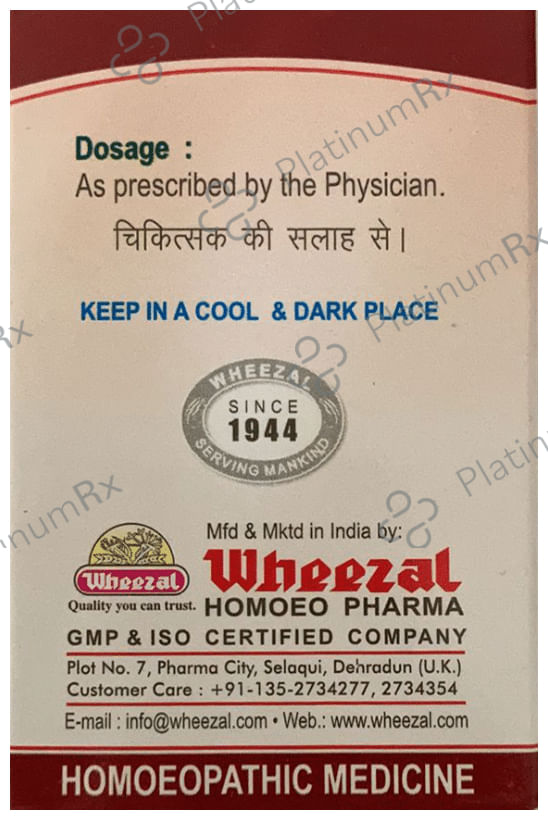 Dosage :
As prescribed by the Physician.
चिकित्सक की सलाह से।
KEEP IN A COOL & DARK PLACE
WHEEZAL
SINCE
1944
SERVING MANKIND
Mfd & Mktd in India by:
Wheezal
Wheezal
Quality you can trust.
HOMOEO PHARMA
GMP & ISO CERTIFIED COMPANY
Plot No. 7, Pharma City, Selaqui, Dehradun (U.K.)
Customer Care : +91-135-2734277, 2734354
E-mail : info@wheezal.com • Web.: www.wheezal.com
HOMOEOPATHIC MEDICINE
PlatinumRx
PlatinumRx
PlatinumRx